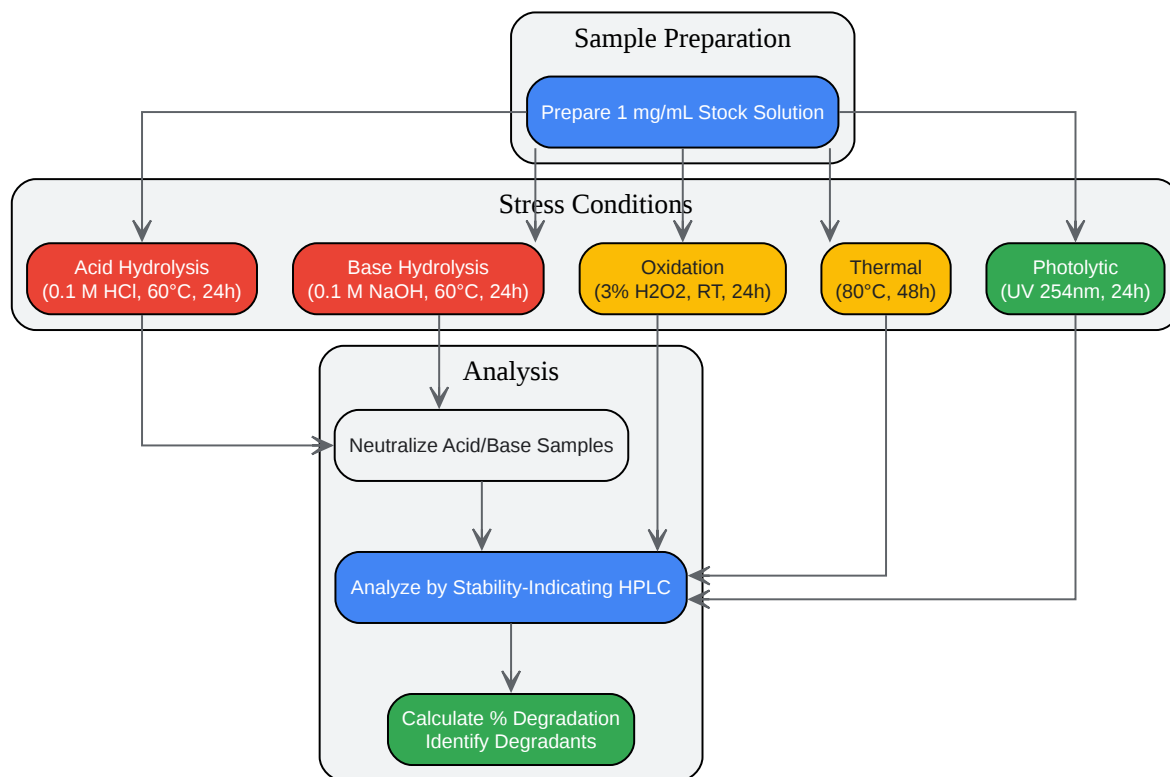 Sample Preparation
Prepare 1 mg/mL Stock Solution
Stress Conditions
Acid Hydrolysis
(0.1 M HCl, 60°C, 24h)
Base Hydrolysis
(0.1 M NaOH, 60°C, 24h)
Oxidation
(3% H2O2, RT, 24h)
Thermal
(80°C, 48h)
Photolytic
(UV 254nm, 24h)
Analysis
Neutralize Acid/Base Samples
Analyze by Stability-Indicating HPLC
Calculate % Degradation
Identify Degradants